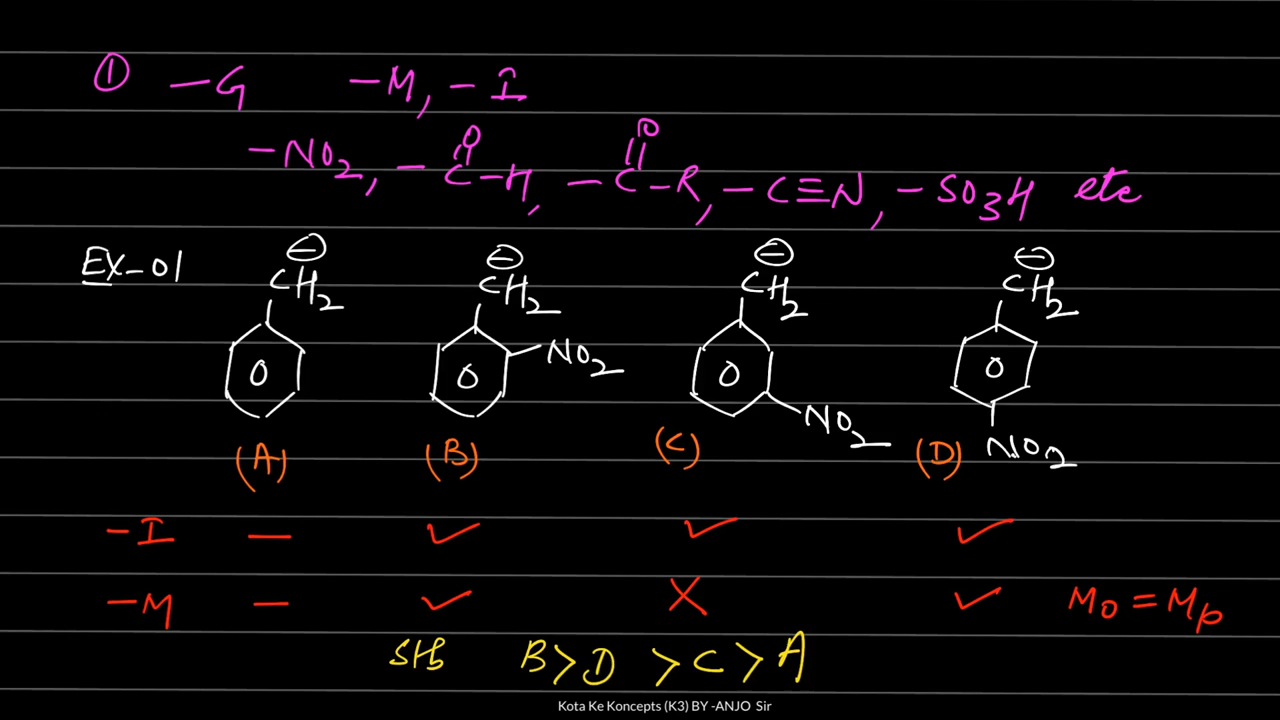 ① -G -M, -I
-NO2, -C(=O)-H, -C(=O)-R, -C≡N, -SO3H etc
Ex-01 ⊖CH2 ⊖CH2 ⊖CH2 ⊖CH2
NO2 NO2 NO2
(A) (B) (C) (D)
-I — ✓ ✓ ✓
-M — ✓ X ✓ Mo = Mp
B > D > C > A
Kota Ke Koncepts (K3) BY -ANJO Sir